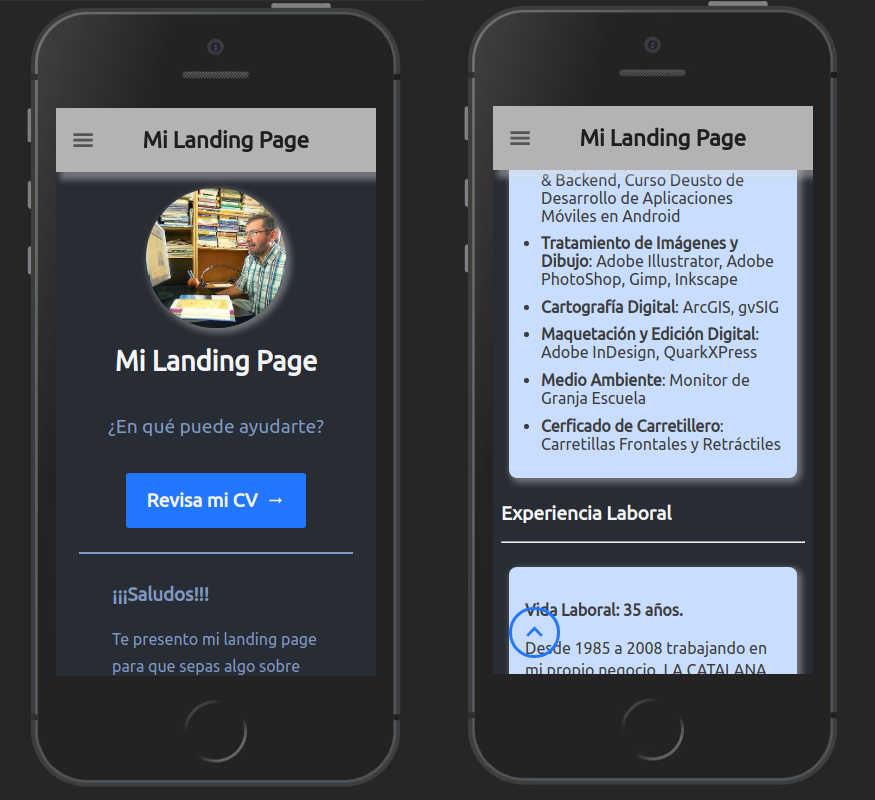 Mi Landing Page
Mi Landing Page
¿En qué puede ayudarte?
Revisa mi CV →
¡¡¡Saludos!!!
Te presento mi landing page
para que sepas algo sobre
Mi Landing Page
& Backend, Curso Deusto de
Desarrollo de Aplicaciones
Móviles en Android
• Tratamiento de Imágenes y
Dibujo: Adobe Illustrator, Adobe
PhotoShop, Gimp, Inkscape
• Cartografía Digital: ArcGIS, gvSIG
• Maquetación y Edición Digital:
Adobe InDesign, QuarkXPress
• Medio Ambiente: Monitor de
Granja Escuela
• Cerficado de Carretillero:
Carretillas Frontales y Retráctiles
Experiencia Laboral
Vida Laboral: 35 años.
Desde 1985 a 2008 trabajando en
mi propio negocio, LA CATALANA